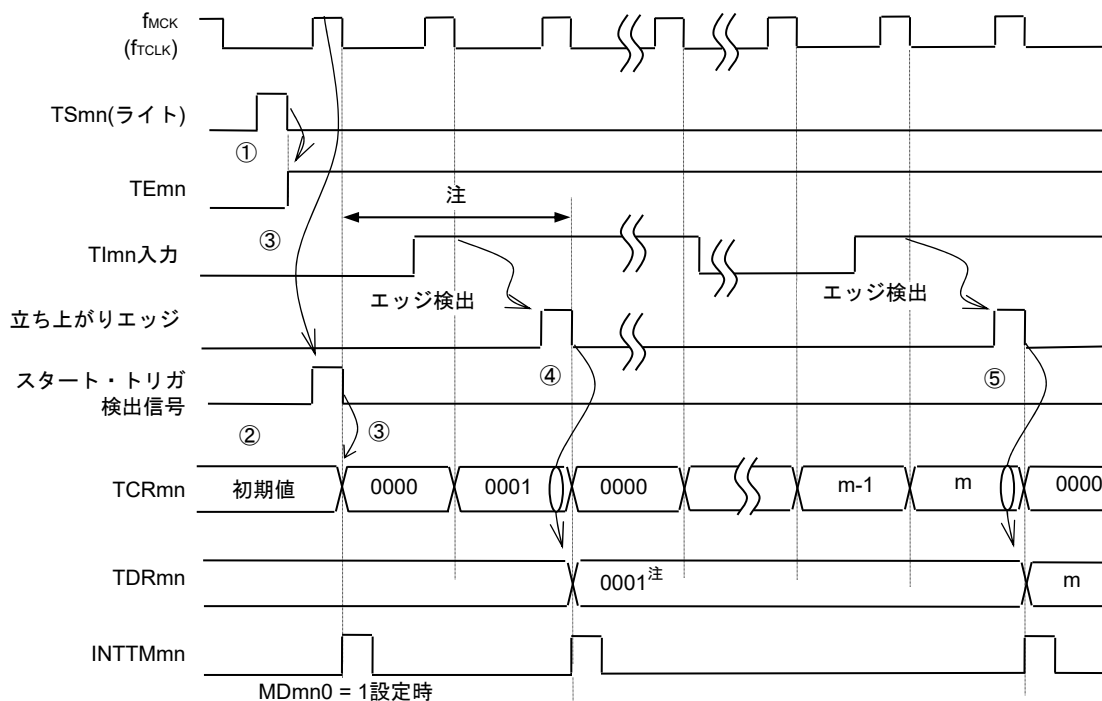 fMCK
(fTCLK)
TSmn(ライト)
①
TEmn
注
③
TImn入力
エッジ検出
エッジ検出
立ち上がりエッジ
④
⑤
スタート・トリガ
検出信号
②
③
TCRmn
初期値
0000
0001
0000
m-1
m
0000
TDRmn
0001注
m
INTTMmn
MDmn0 = 1設定時